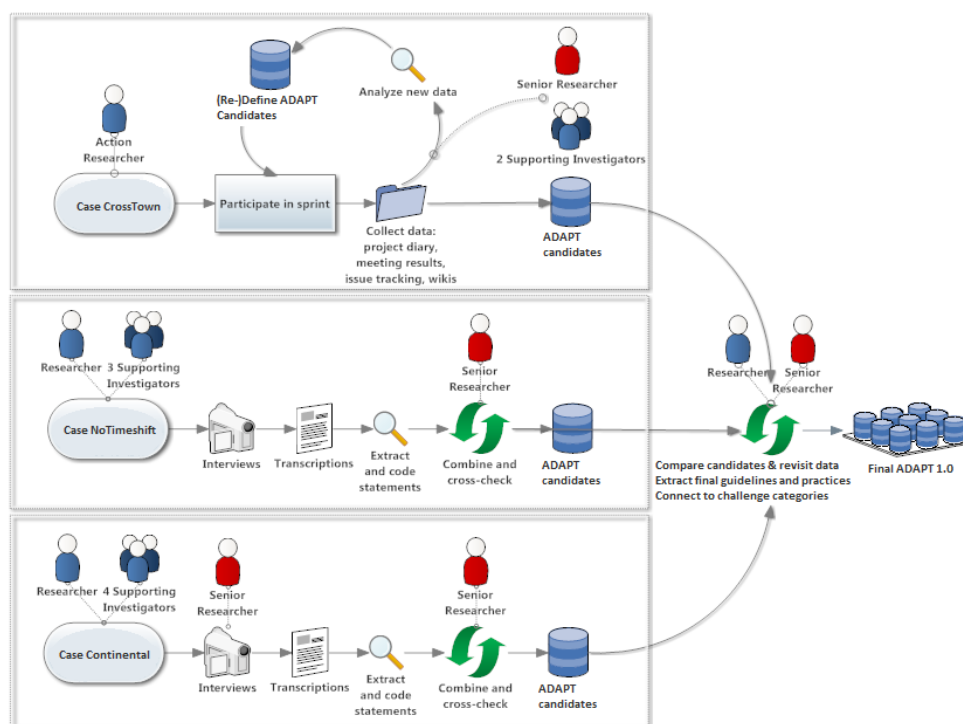 (Re-)Define ADAPT
Candidates
Analyze new data
Senior Researcher
Action
Researcher
2 Supporting Investigators
Case CrossTown
Participate in sprint
Collect data:
project diary,
meeting results,
issue tracking, wikis
ADAPT
candidates
Researcher
3 Supporting
Investigators
Senior
Researcher
Case NoTimeshift
Interviews
Transcriptions
Extract
and code
statements
Combine and
cross-check
ADAPT
candidates
Researcher
Senior
Researcher
Compare candidates & revisit data
Extract final guidelines and practices
Connect to challenge categories
Final ADAPT 1.0
Researcher
4 Supporting
Investigators
Senior
Researcher
Senior
Researcher
Case Continental
Interviews
Transcriptions
Extract
and code
statements
Combine and
cross-check
ADAPT
candidates